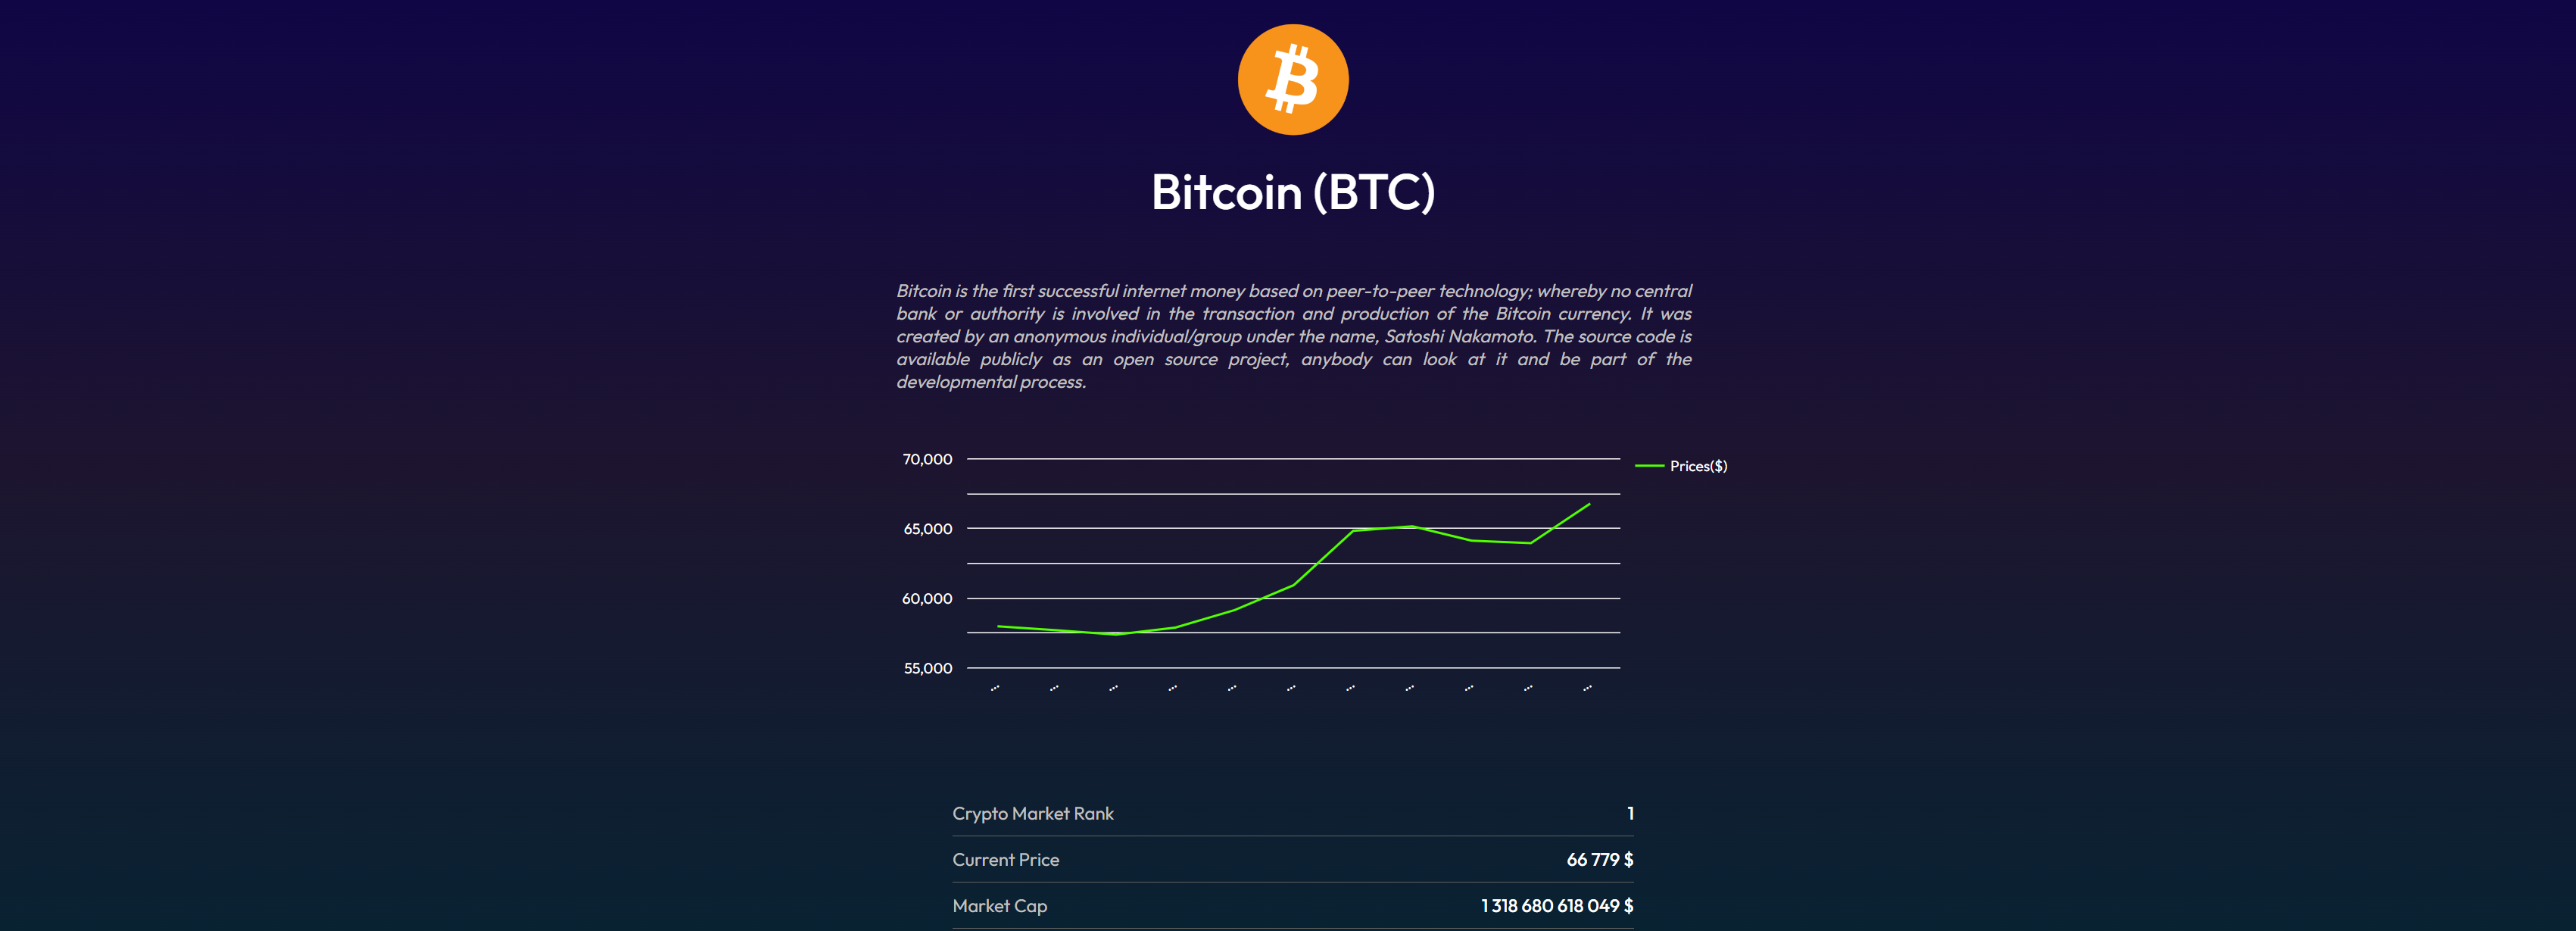 Bitcoin (BTC)
Bitcoin is the first successful internet money based on peer-to-peer technology; whereby no central
bank or authority is involved in the transaction and production of the Bitcoin currency. It was
created by an anonymous individual/group under the name, Satoshi Nakamoto. The source code is
available publicly as an open source project, anybody can look at it and be part of the
developmental process.
70,000
Prices($)
65,000
60,000
55,000
... ... ... ... ... ... ... ... ... ... ...
Crypto Market Rank 1
Current Price 66 779 $
Market Cap 1 318 680 618 049 $